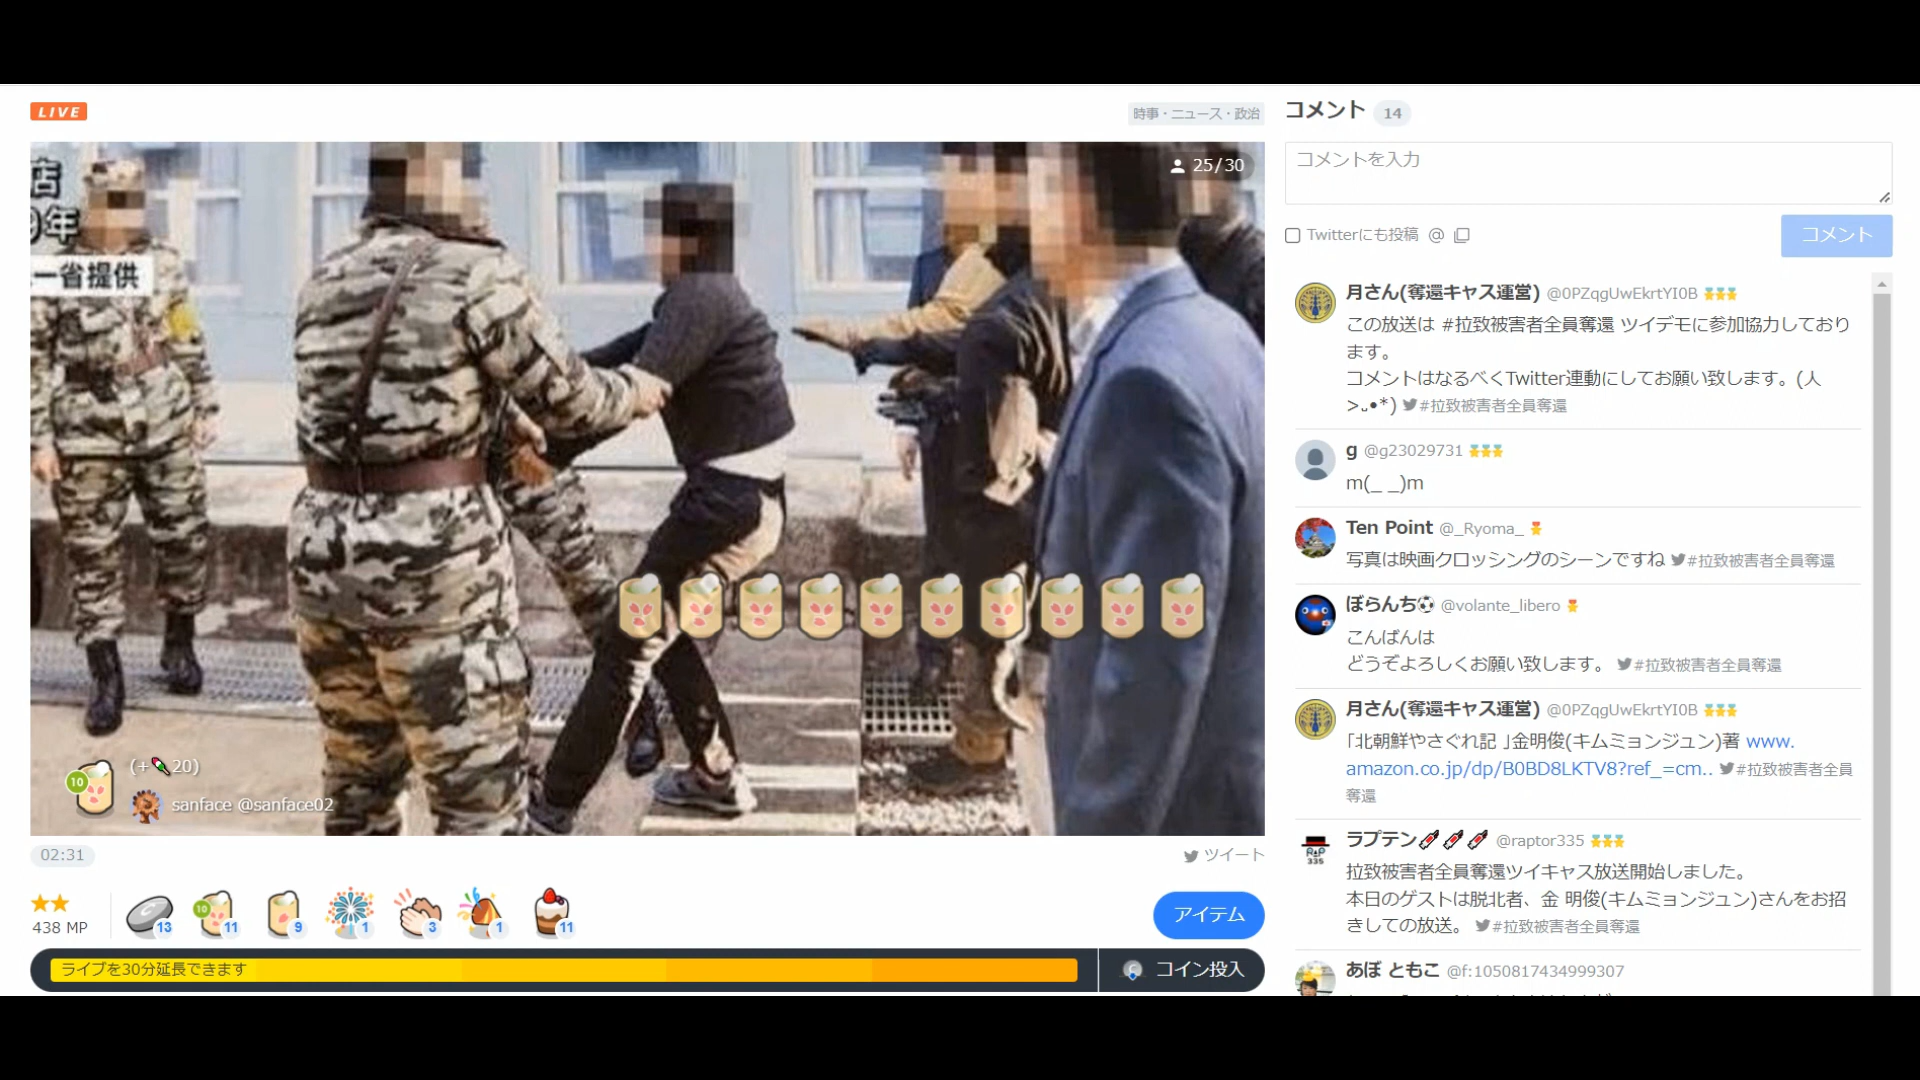 LIVE
時事・ニュース・政治
店
9年
一省提供
25/30
(+20)
10
sanface @sanface02
02:31
ツイート
438 MP
13
10
11
9
1
3
1
11
アイテム
ライブを30分延長できます
コイン投入
コメント 14
コメントを入力
Twitterにも投稿 @
コメント
月さん(奪還キャス運営) @0PZqgUwEkrtYI0B
この放送は #拉致被害者全員奪還 ツイデモに参加協力しており
ます。
コメントはなるべくTwitter連動にしてお願い致します。(人
>ᴗ•*) #拉致被害者全員奪還
g @g23029731
m(_ _)m
Ten Point @_Ryoma_
写真は映画クロッシングのシーンですね #拉致被害者全員奪還
ぼらんち⚽ @volante_libero
こんばんは
どうぞよろしくお願い致します。 #拉致被害者全員奪還
月さん(奪還キャス運営) @0PZqgUwEkrtYI0B
「北朝鮮やさぐれ記 」金明俊(キムミョンジュン)著 www.
amazon.co.jp/dp/B0BD8LKTV8?ref_=cm.. #拉致被害者全員
奪還
R&P
335
ラプテン @raptor335
拉致被害者全員奪還ツイキャス放送開始しました。
本日のゲストは脱北者、金 明俊(キムミョンジュン)さんをお招
きしての放送。 #拉致被害者全員奪還
あぼ ともこ @f:1050817434999307